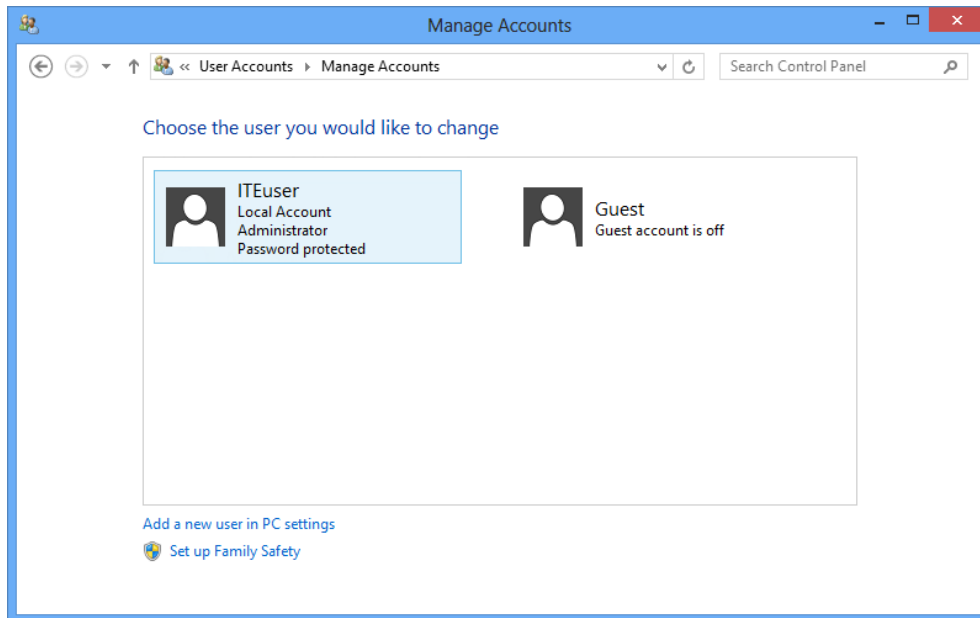 Manage Accounts
« User Accounts Manage Accounts
Search Control Panel
Choose the user you would like to change
ITEuser
Local Account
Administrator
Password protected
Guest
Guest account is off
Add a new user in PC settings
Set up Family Safety